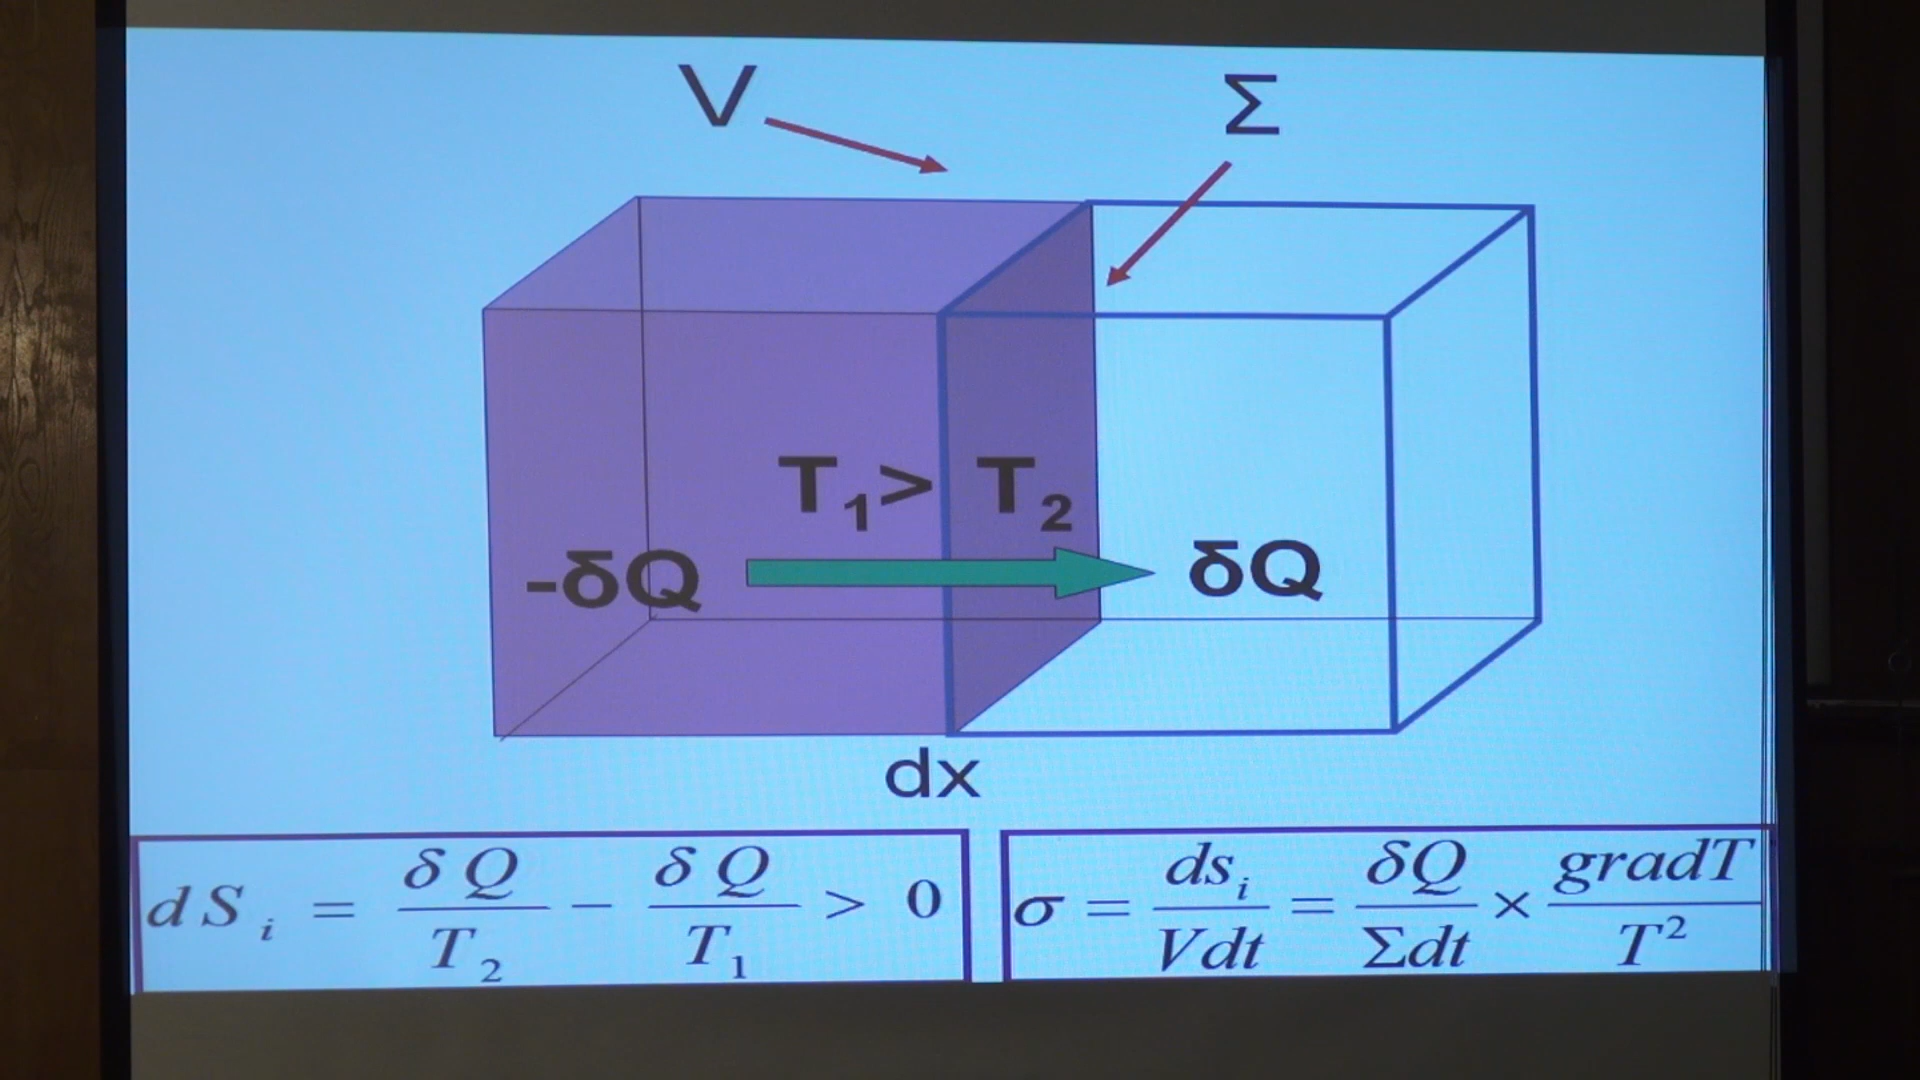 V
Σ
T₁> T₂
-δQ
δQ
dx
dSᵢ = δQ/T₂ − δQ/T₁ > 0
σ = dsᵢ/Vdt = δQ/Σdt × gradT/T²